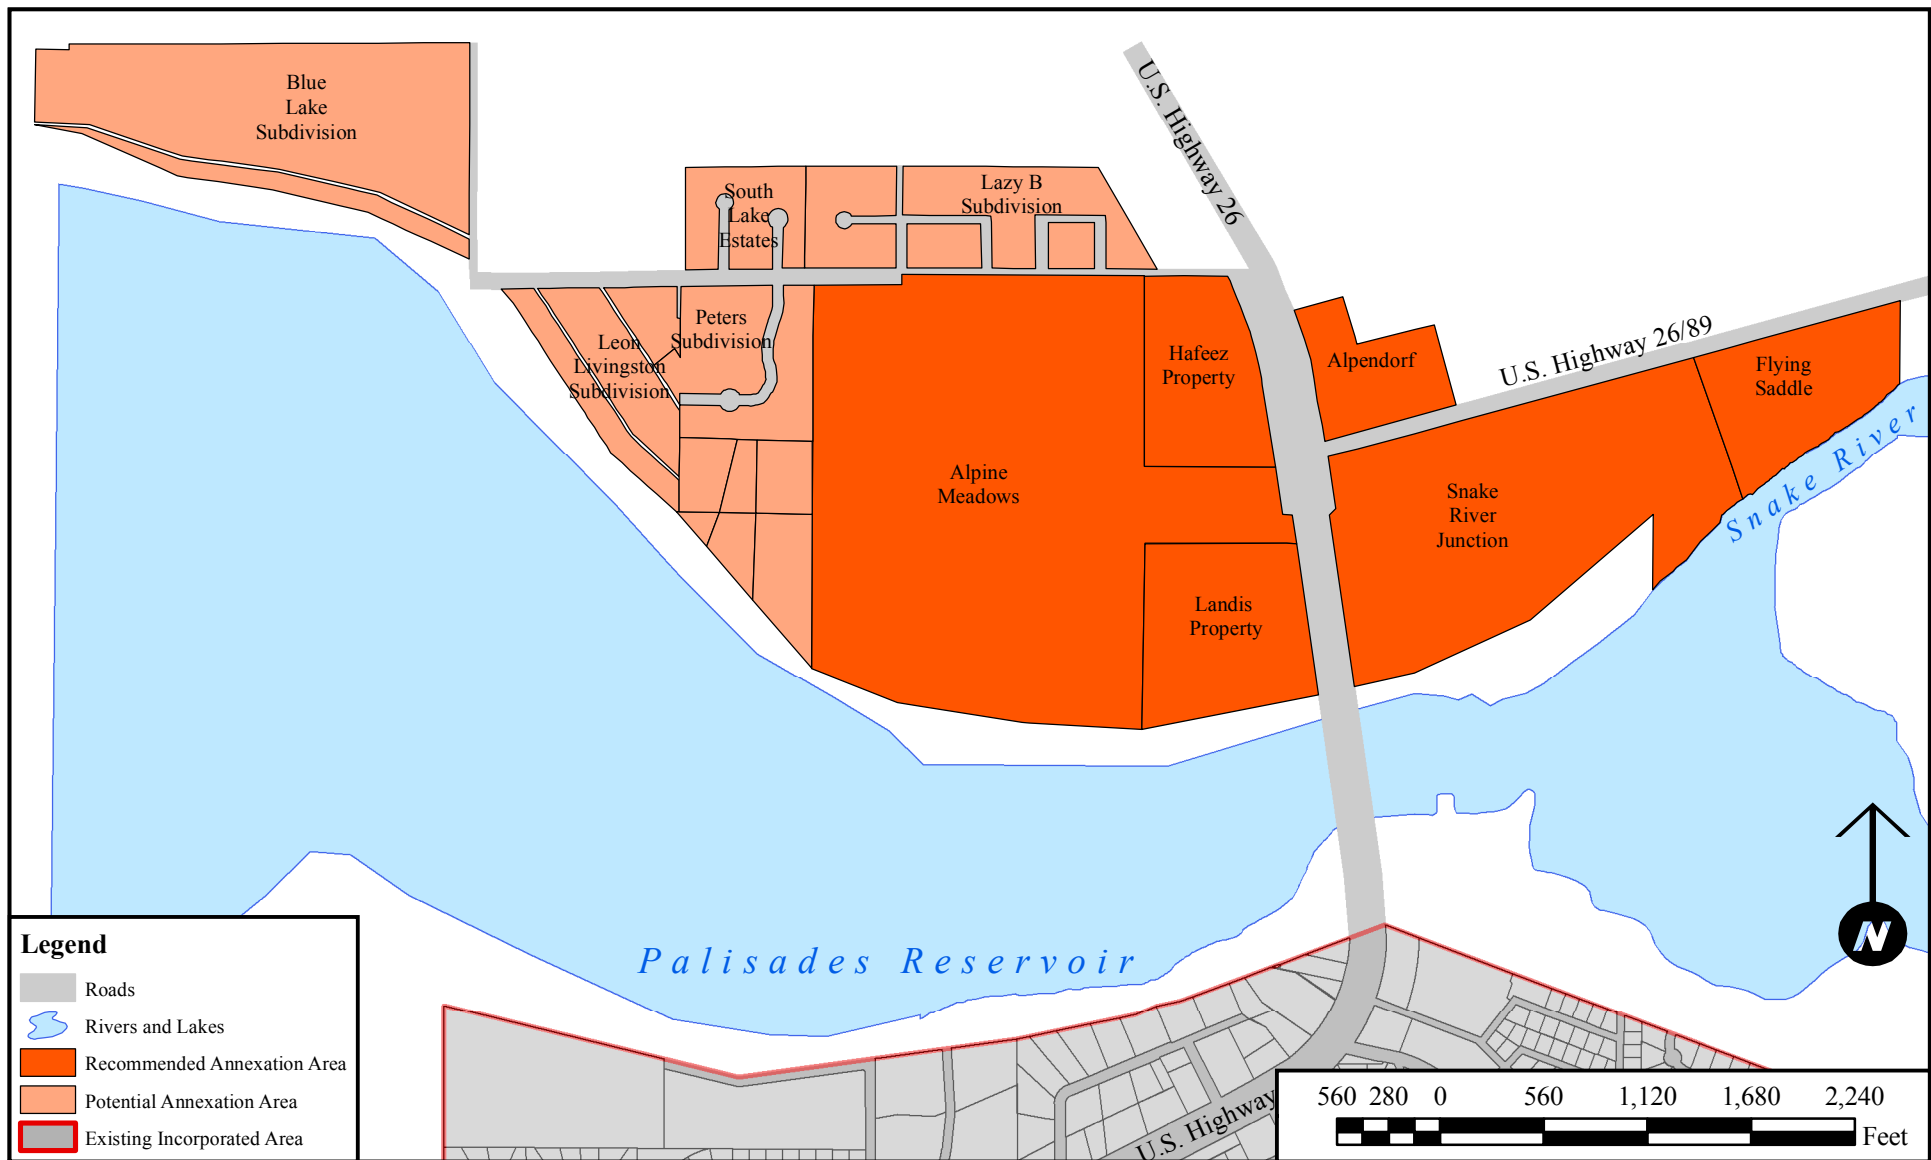 Blue
Lake
Subdivision
South
Lake
Estates
Lazy B
Subdivision
U.S. Highway 26
Peters
Subdivision
Leon
Livingston
Subdivision
Hafeez
Property
Alpendorf
U.S. Highway 26/89
Flying
Saddle
Alpine
Meadows
Snake
River
Junction
Snake River
Landis
Property
Palisades Reservoir
N
U.S. Highway
Legend
Roads
Rivers and Lakes
Recommended Annexation Area
Potential Annexation Area
Existing Incorporated Area
560 280 0 560 1,120 1,680 2,240
Feet